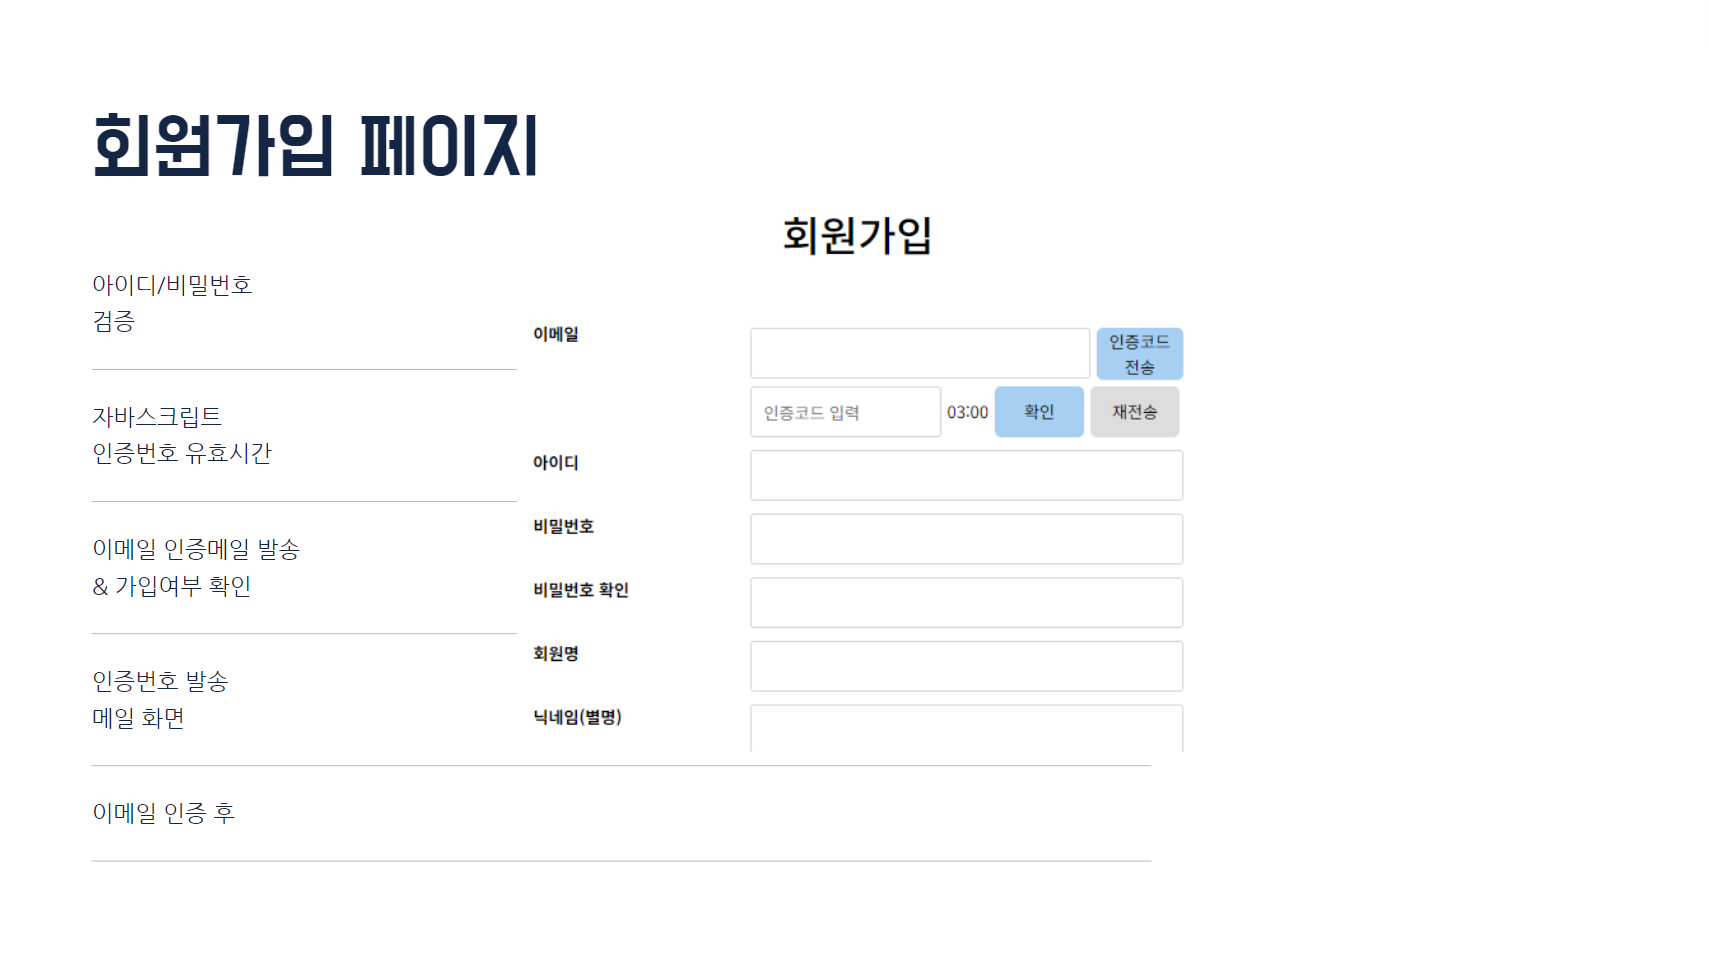 회원가입 페이지
아이디/비밀번호
검증
자바스크립트
인증번호 유효시간
이메일 인증메일 발송
& 가입여부 확인
인증번호 발송
메일 화면
이메일 인증 후
회원가입
이메일
인증코드
전송
인증코드 입력 03:00 확인 재전송
아이디
비밀번호
비밀번호 확인
회원명
닉네임(별명)